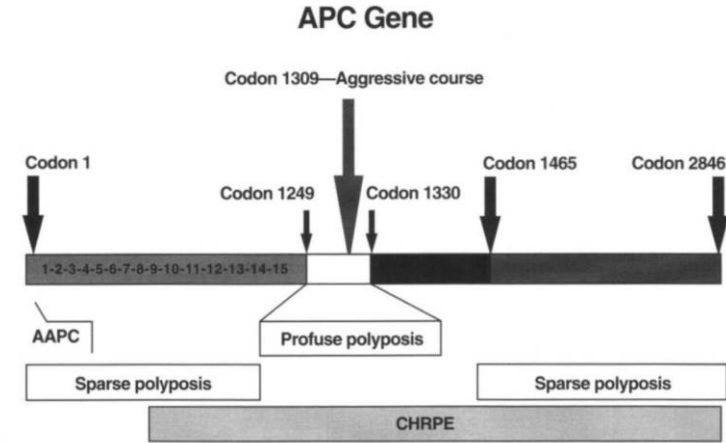 APC Gene
Codon 1309—Aggressive course
Codon 1
Codon 1465
Codon 2846
Codon 1249
Codon 1330
1-2-3-4-5-6-7-8-9-10-11-12-13-14-15
AAPC
Profuse polyposis
Sparse polyposis
Sparse polyposis
CHRPE